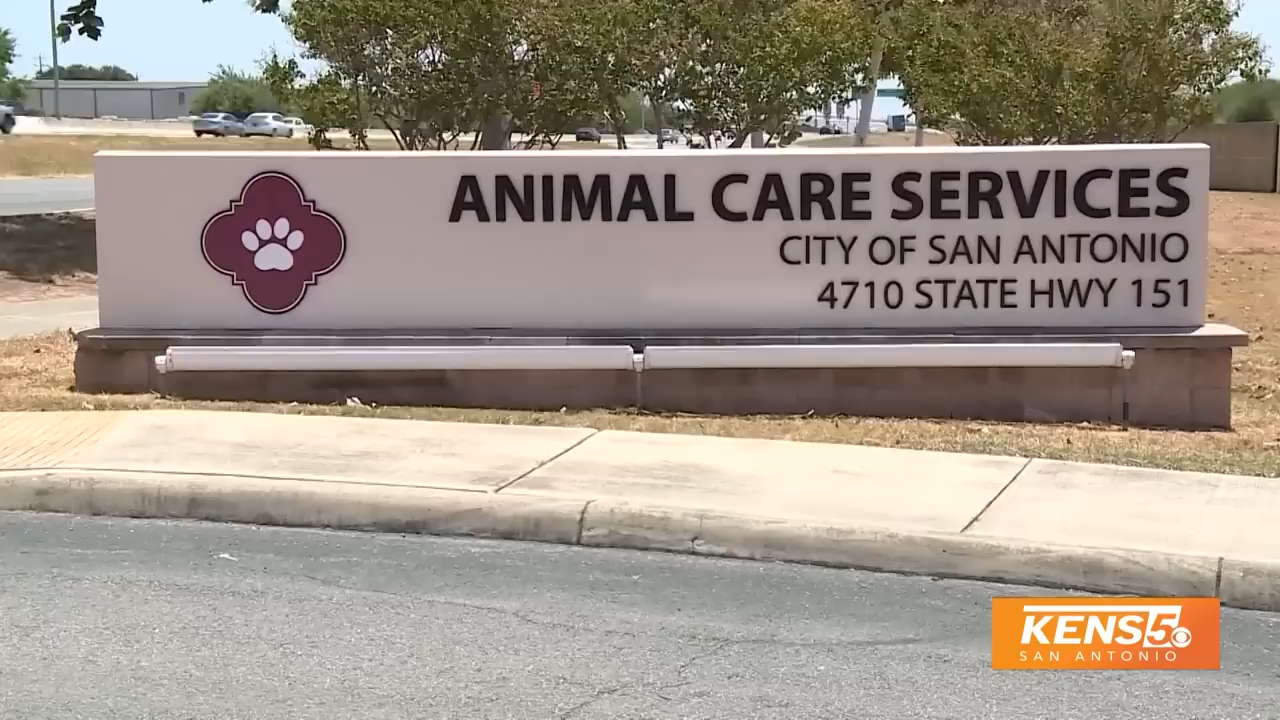 ANIMAL CARE SERVICES
CITY OF SAN ANTONIO
4710 STATE HWY 151
KENS5
SAN ANTONIO